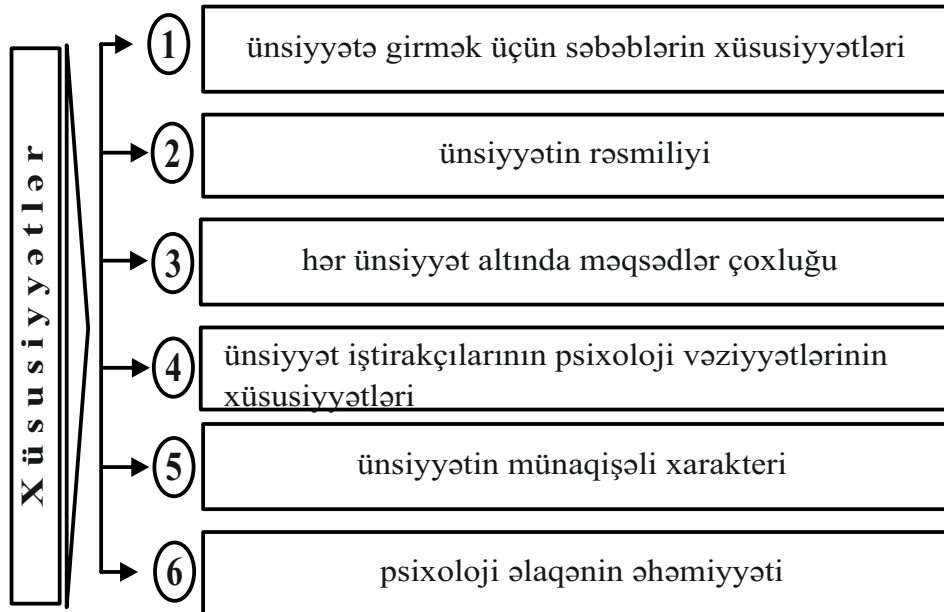 Xüsusiyyətlər
1
ünsiyyətə girmək üçün səbəblərin xüsusiyyətləri
2
ünsiyyətin rəsmiliyi
3
hər ünsiyyət altında məqsədlər çoxluğu
4
ünsiyyət iştirakçılarının psixoloji vəziyyətlərinin
xüsusiyyətləri
5
ünsiyyətin münaqişəli xarakteri
6
psixoloji əlaqənin əhəmiyyəti